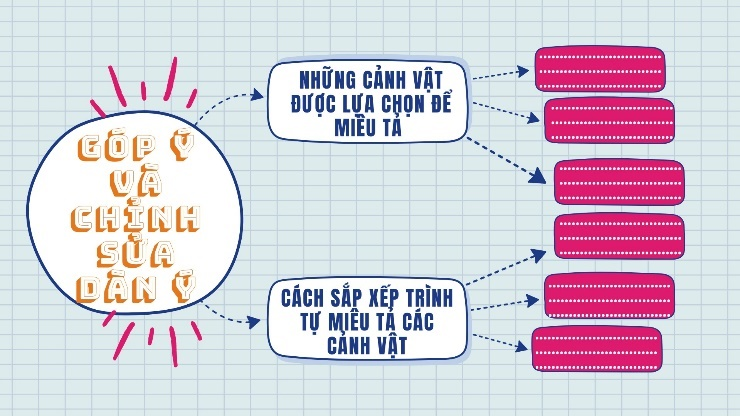 GÓP Ý
VÀ
CHỈNH
SỬA
DÀN Ý
NHỮNG CẢNH VẬT
ĐƯỢC LỰA CHỌN ĐỂ
MIÊU TẢ
CÁCH SẮP XẾP TRÌNH
TỰ MIÊU TẢ CÁC
CẢNH VẬT